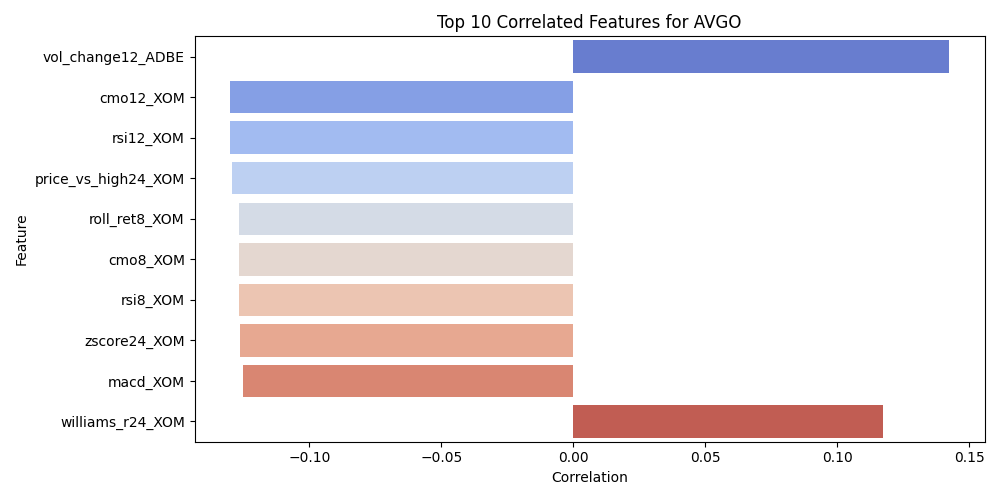 Top 10 Correlated Features for AVGO
vol_change12_ADBE
cmo12_XOM
rsi12_XOM
price_vs_high24_XOM
roll_ret8_XOM
cmo8_XOM
rsi8_XOM
zscore24_XOM
macd_XOM
williams_r24_XOM
Feature
−0.10 −0.05 0.00 0.05 0.10 0.15
Correlation